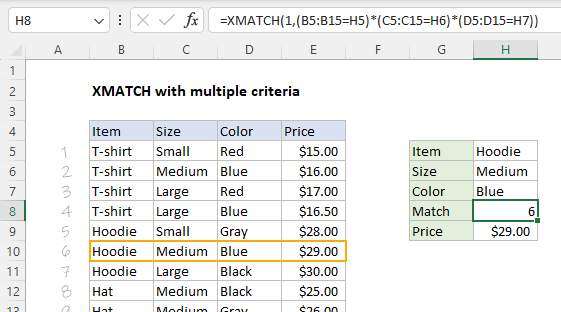 H8 fx =XMATCH(1,(B5:B15=H5)*(C5:C15=H6)*(D5:D15=H7))
A B C D E F G H
1
2 XMATCH with multiple criteria
3
4 Item Size Color Price
5 1 T-shirt Small Red $15.00 Item Hoodie
6 2 T-shirt Medium Blue $16.00 Size Medium
7 3 T-shirt Large Red $17.00 Color Blue
8 4 T-shirt Large Blue $16.50 Match 6
9 5 Hoodie Small Gray $28.00 Price $29.00
10 6 Hoodie Medium Blue $29.00
11 7 Hoodie Large Black $30.00
12 8 Hat Medium Black $25.00
13 9 Hat Medium Gray $26.00